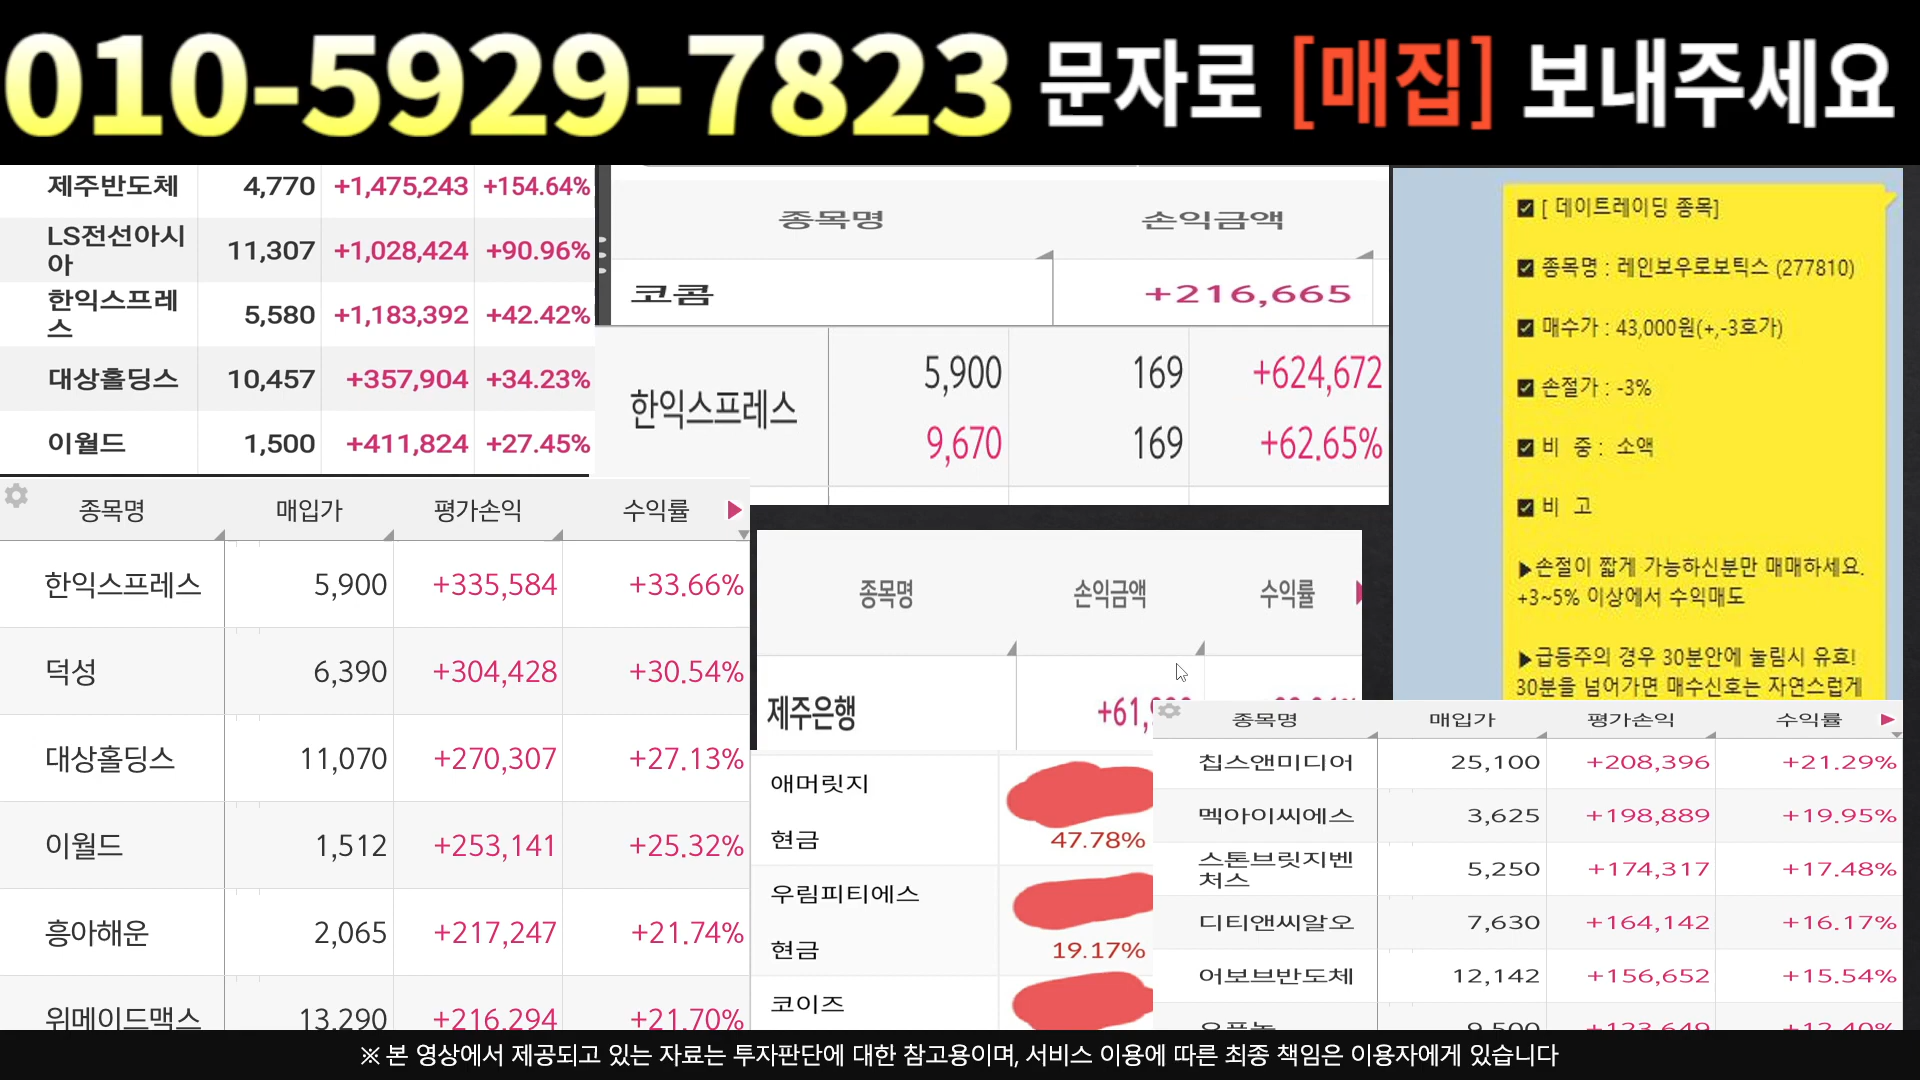 010-5929-7823 문자로 [매집] 보내주세요
제주반도체 4,770 +1,475,243 +154.64%
LS전선아시아 11,307 +1,028,424 +90.96%
한익스프레스 5,580 +1,183,392 +42.42%
대상홀딩스 10,457 +357,904 +34.23%
이월드 1,500 +411,824 +27.45%
종목명 손익금액
코콤 +216,665
한익스프레스 5,900 169 +624,672
9,670 169 +62.65%
[ 데이트레이딩 종목]
종목명 : 레인보우로보틱스 (277810)
매수가 : 43,000원(+,-3호가)
손절가 : -3%
비 중 : 소액
비 고
▶손절이 짧게 가능하신분만 매매하세요.
+3~5% 이상에서 수익매도
▶급등주의 경우 30분안에 눌림시 유효!
30분을 넘어가면 매수신호는 자연스럽게
종목명 매입가 평가손익 수익률
한익스프레스 5,900 +335,584 +33.66%
덕성 6,390 +304,428 +30.54%
대상홀딩스 11,070 +270,307 +27.13%
이월드 1,512 +253,141 +25.32%
흥아해운 2,065 +217,247 +21.74%
위메이드맥스 13,290 +216,294 +21.70%
종목명 손익금액 수익률
제주은행 +61,
애머릿지
현금 47.78%
우림피티에스
현금 19.17%
코이즈
종목명 매입가 평가손익 수익률
칩스앤미디어 25,100 +208,396 +21.29%
멕아이씨에스 3,625 +198,889 +19.95%
스톤브릿지벤처스 5,250 +174,317 +17.48%
디티앤씨알오 7,630 +164,142 +16.17%
어보브반도체 12,142 +156,652 +15.54%
9,500 +123,649 +12.40%
※ 본 영상에서 제공되고 있는 자료는 투자판단에 대한 참고용이며, 서비스 이용에 따른 최종 책임은 이용자에게 있습니다